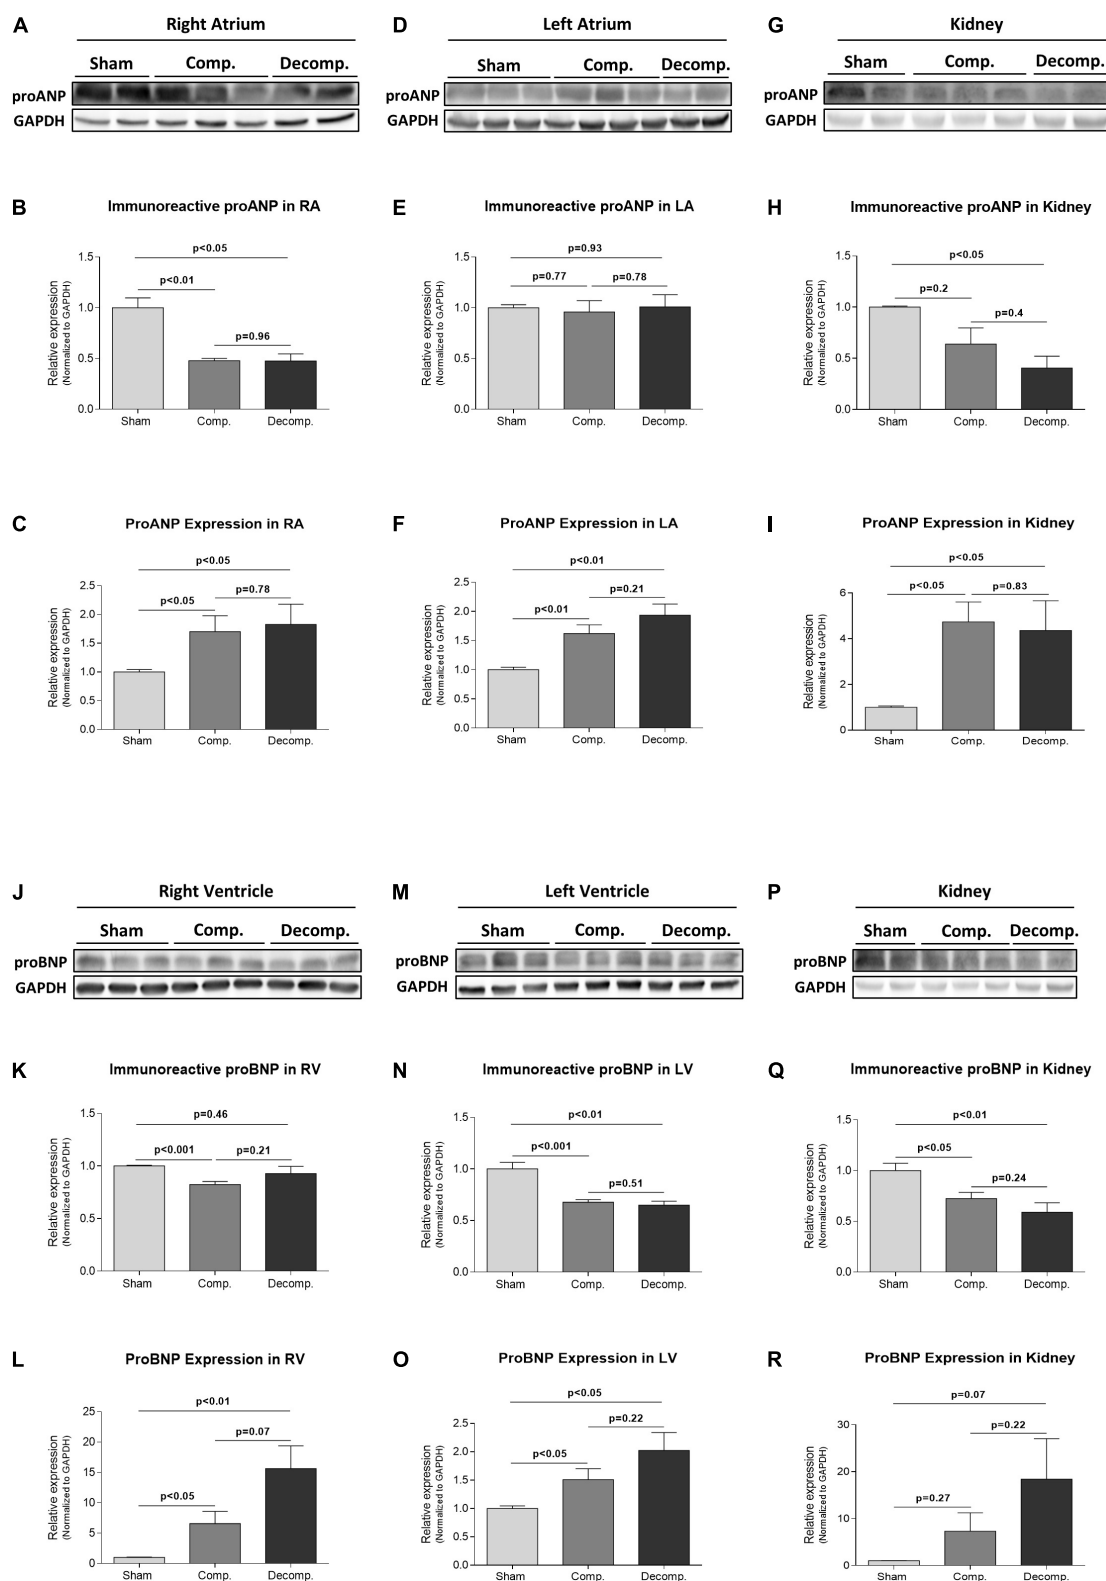 A
Right Atrium
Sham Comp. Decomp.
proANP
GAPDH
D
Left Atrium
Sham Comp. Decomp.
proANP
GAPDH
G
Kidney
Sham Comp. Decomp.
proANP
GAPDH
B
Immunoreactive proANP in RA
p<0.05
p<0.01
p=0.96
Relative expression
(Normalized to GAPDH)
1.5
1.0
0.5
0.0
Sham Comp. Decomp.
E
Immunoreactive proANP in LA
p=0.93
p=0.77 p=0.78
Relative expression
(Normalized to GAPDH)
1.5
1.0
0.5
0.0
Sham Comp. Decomp.
H
Immunoreactive proANP in Kidney
p<0.05
p=0.2
p=0.4
Relative expression
(Normalized to GAPDH)
1.5
1.0
0.5
0.0
Sham Comp. Decomp.
C
ProANP Expression in RA
p<0.05
p=0.78
p<0.05
Relative expression
(Normalized to GAPDH)
2.5
2.0
1.5
1.0
0.5
0.0
Sham Comp. Decomp.
F
ProANP Expression in LA
p<0.01
p=0.21
p<0.01
Relative expression
(Normalized to GAPDH)
2.5
2.0
1.5
1.0
0.5
0.0
Sham Comp. Decomp.
I
ProANP Expression in Kidney
p<0.05
p<0.05 p=0.83
Relative expression
(Normalized to GAPDH)
6
4
2
0
Sham Comp. Decomp.
J
Right Ventricle
Sham Comp. Decomp.
proBNP
GAPDH
M
Left Ventricle
Sham Comp. Decomp.
proBNP
GAPDH
P
Kidney
Sham Comp. Decomp.
proBNP
GAPDH
K
Immunoreactive proBNP in RV
p=0.46
p<0.001 p=0.21
Relative expression
(Normalized to GAPDH)
1.5
1.0
0.5
0.0
Sham Comp. Decomp.
N
Immunoreactive proBNP in LV
p<0.01
p<0.001
p=0.51
Relative expression
(Normalized to GAPDH)
1.5
1.0
0.5
0.0
Sham Comp. Decomp.
Q
Immunoreactive proBNP in Kidney
p<0.01
p<0.05
p=0.24
Relative expression
(Normalized to GAPDH)
1.5
1.0
0.5
0.0
Sham Comp. Decomp.
L
ProBNP Expression in RV
p<0.01
p=0.07
p<0.05
Relative expression
(Normalized to GAPDH)
25
20
15
10
5
0
Sham Comp. Decomp.
O
ProBNP Expression in LV
p<0.05
p=0.22
p<0.05
Relative expression
(Normalized to GAPDH)
2.5
2.0
1.5
1.0
0.5
0.0
Sham Comp. Decomp.
R
ProBNP Expression in Kidney
p=0.07
p=0.22
p=0.27
Relative expression
(Normalized to GAPDH)
30
20
10
0
Sham Comp. Decomp.